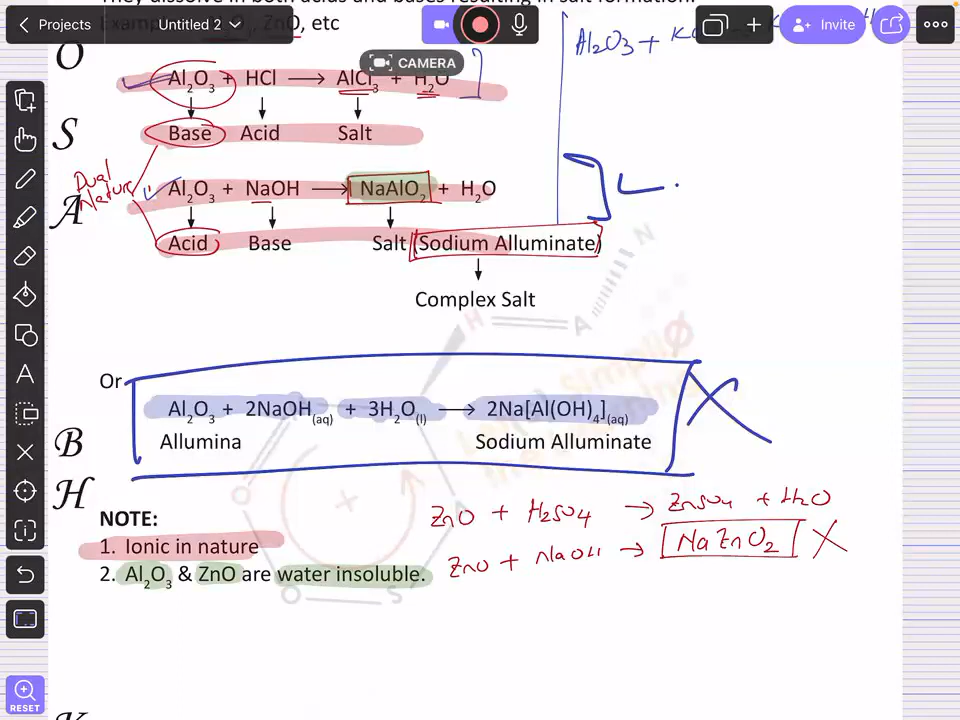 They dissolve in both acids and bases resulting in salt formation.
Projects Untitled 2 Invite
ZnO, etc
Al2O3 +
CAMERA
O
Al2O3 + HCl ⟶ AlCl3 + H2O
S
Base Acid Salt
Dual Nature
Al2O3 + NaOH ⟶ NaAlO2 + H2O
A
Acid Base Salt (Sodium Alluminate)
Complex Salt
Or
Al2O3 + 2NaOH(aq) + 3H2O(l) ⟶ 2Na[Al(OH)4](aq)
B
Allumina Sodium Alluminate
H
ZnO + H2SO4 → ZnSO4 + H2O
NOTE:
ZnO + NaOH → NaZnO2
1. Ionic in nature
2. Al2O3 & ZnO are water insoluble.
RESET